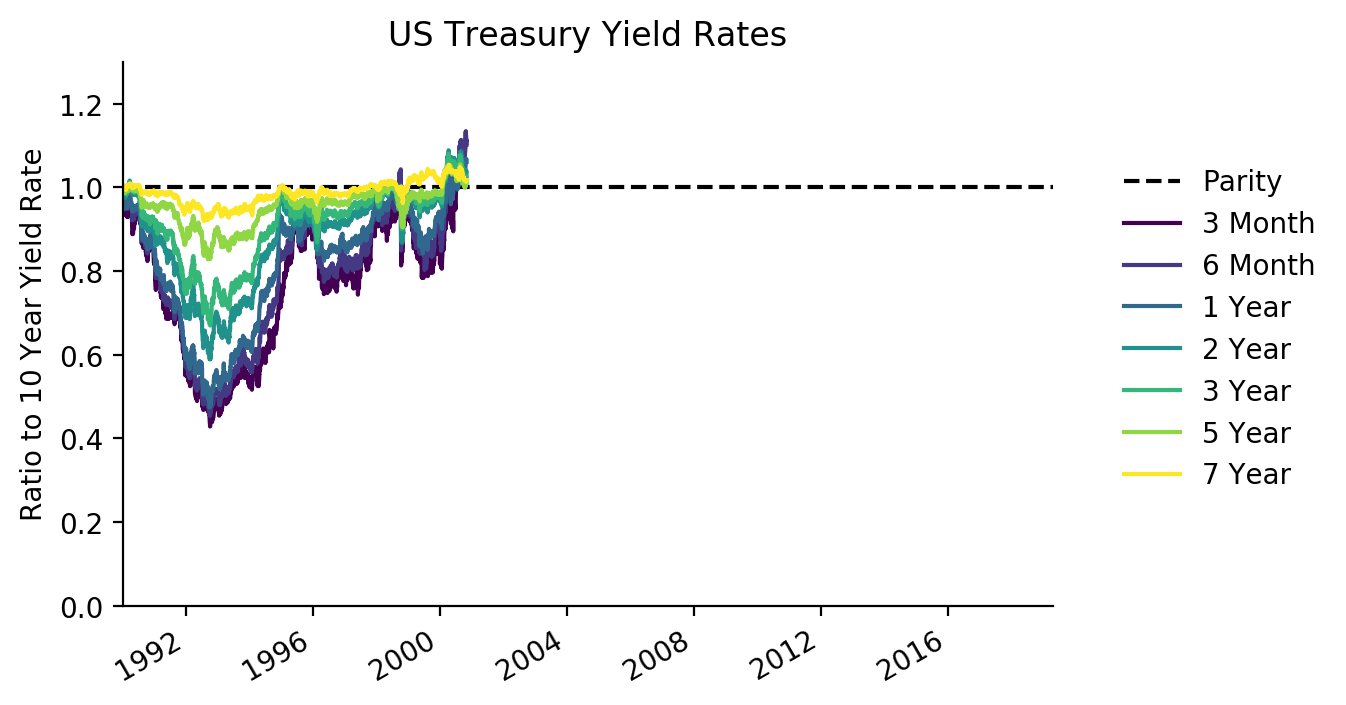 US Treasury Yield Rates
Ratio to 10 Year Yield Rate
1.2
1.0
0.8
0.6
0.4
0.2
0.0
1992
1996
2000
2004
2008
2012
2016
Parity
3 Month
6 Month
1 Year
2 Year
3 Year
5 Year
7 Year